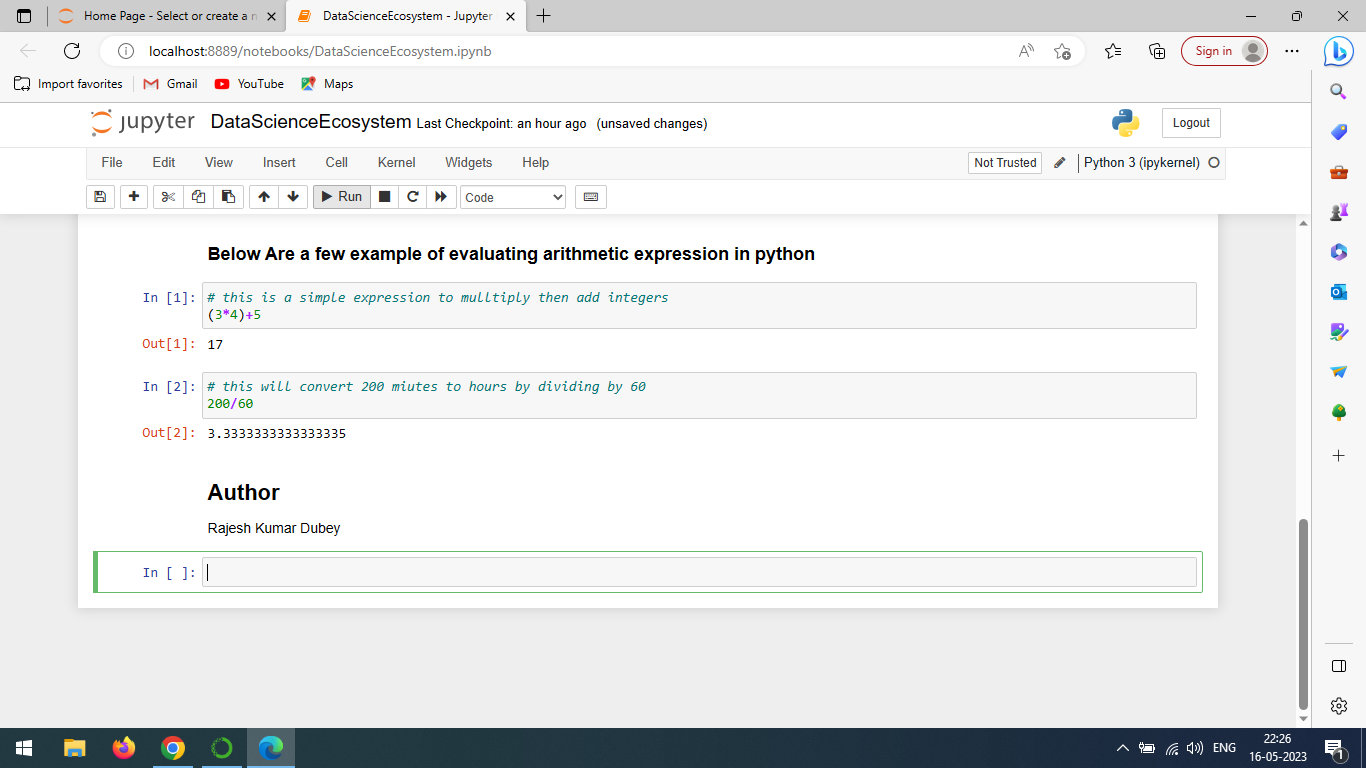 Home Page - Select or create a n
DataScienceEcosystem - Jupyter
localhost:8889/notebooks/DataScienceEcosystem.ipynb
Sign in
Import favorites
Gmail
YouTube
Maps
jupyter
DataScienceEcosystem Last Checkpoint: an hour ago (unsaved changes)
Logout
File Edit View Insert Cell Kernel Widgets Help
Not Trusted
Python 3 (ipykernel)
Run
Code
Below Are a few example of evaluating arithmetic expression in python
In [1]: # this is a simple expression to mulltiply then add integers
(3*4)+5
Out[1]: 17
In [2]: # this will convert 200 miutes to hours by dividing by 60
200/60
Out[2]: 3.3333333333333335
Author
Rajesh Kumar Dubey
In [ ]:
ENG
22:26
16-05-2023
1